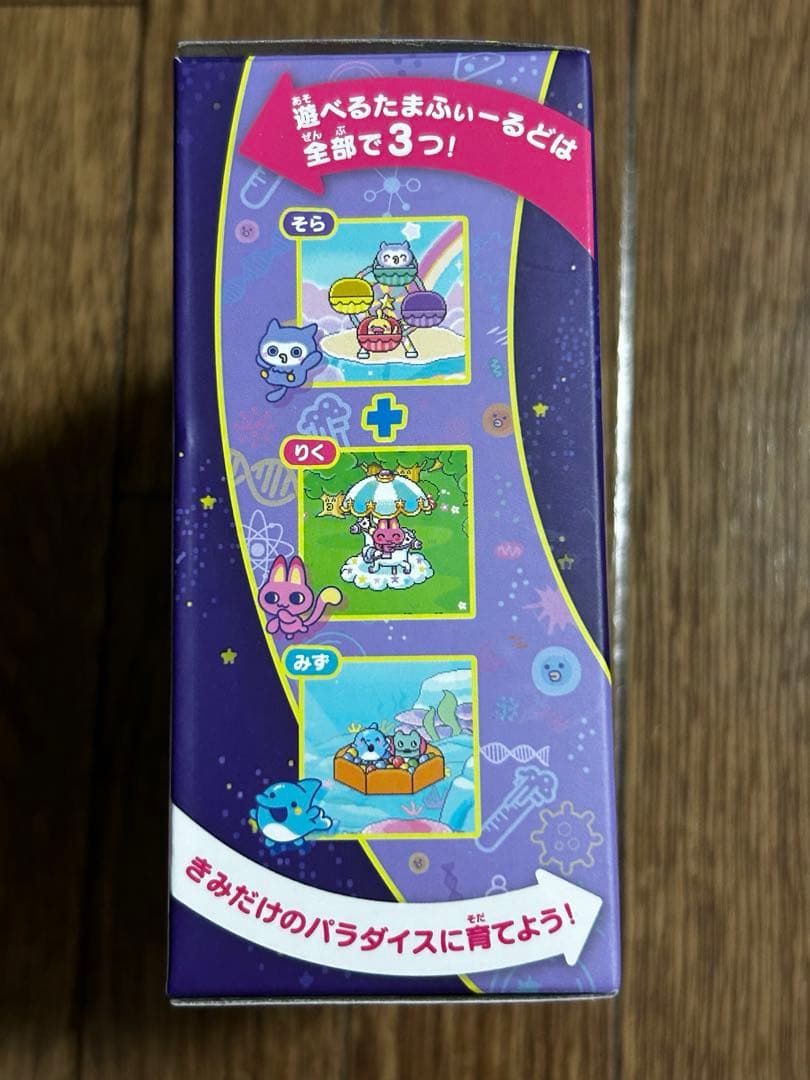 遊べるたまふぃーるどは
全部で3つ!
そら
りく
みず
きみだけのパラダイスに育てよう!